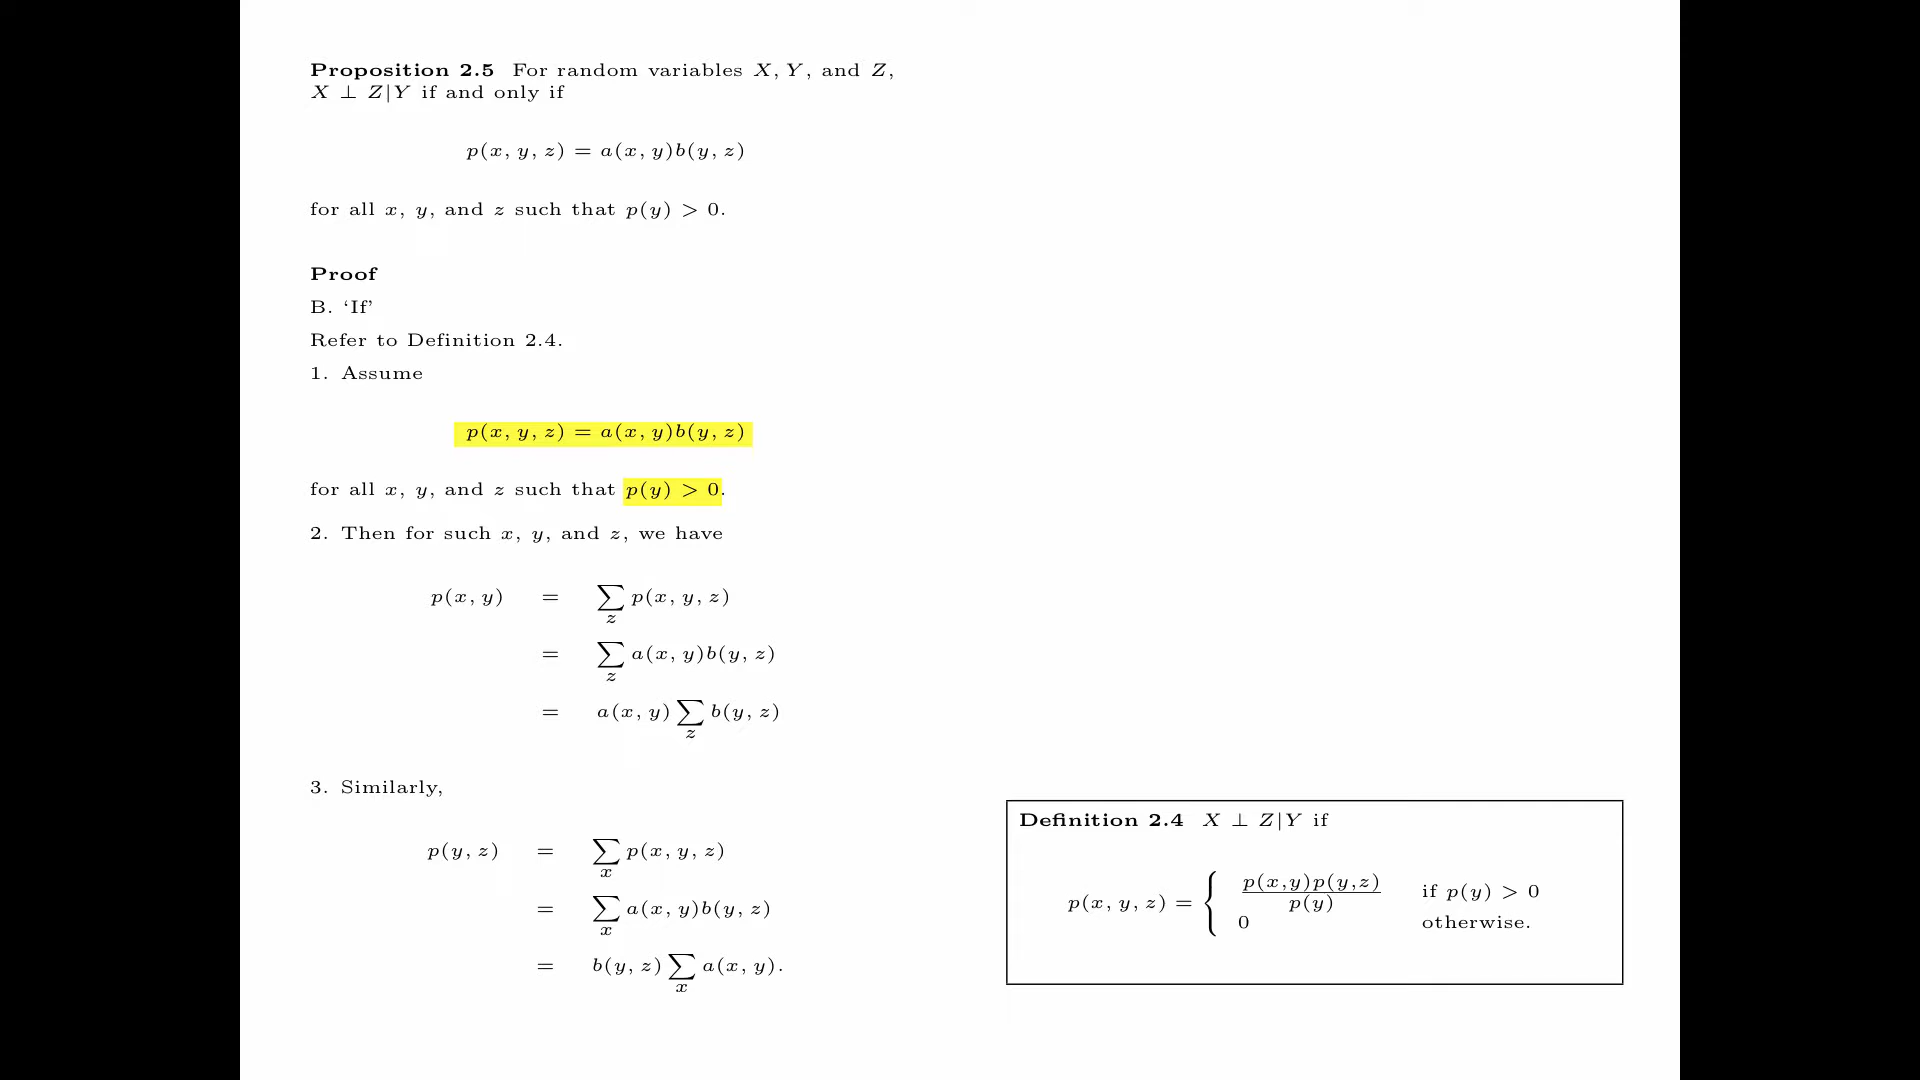 Proposition 2.5 For random variables X, Y, and Z,
X ⊥ Z|Y if and only if
p(x, y, z) = a(x, y)b(y, z)
for all x, y, and z such that p(y) > 0.
Proof
B. ‘If’
Refer to Definition 2.4.
1. Assume
p(x, y, z) = a(x, y)b(y, z)
for all x, y, and z such that p(y) > 0.
2. Then for such x, y, and z, we have
p(x, y) = ∑_z p(x, y, z)
= ∑_z a(x, y)b(y, z)
= a(x, y) ∑_z b(y, z)
3. Similarly,
p(y, z) = ∑_x p(x, y, z)
= ∑_x a(x, y)b(y, z)
= b(y, z) ∑_x a(x, y).
Definition 2.4 X ⊥ Z|Y if
p(x, y, z) = { p(x,y)p(y,z)/p(y) if p(y) > 0
0 otherwise.